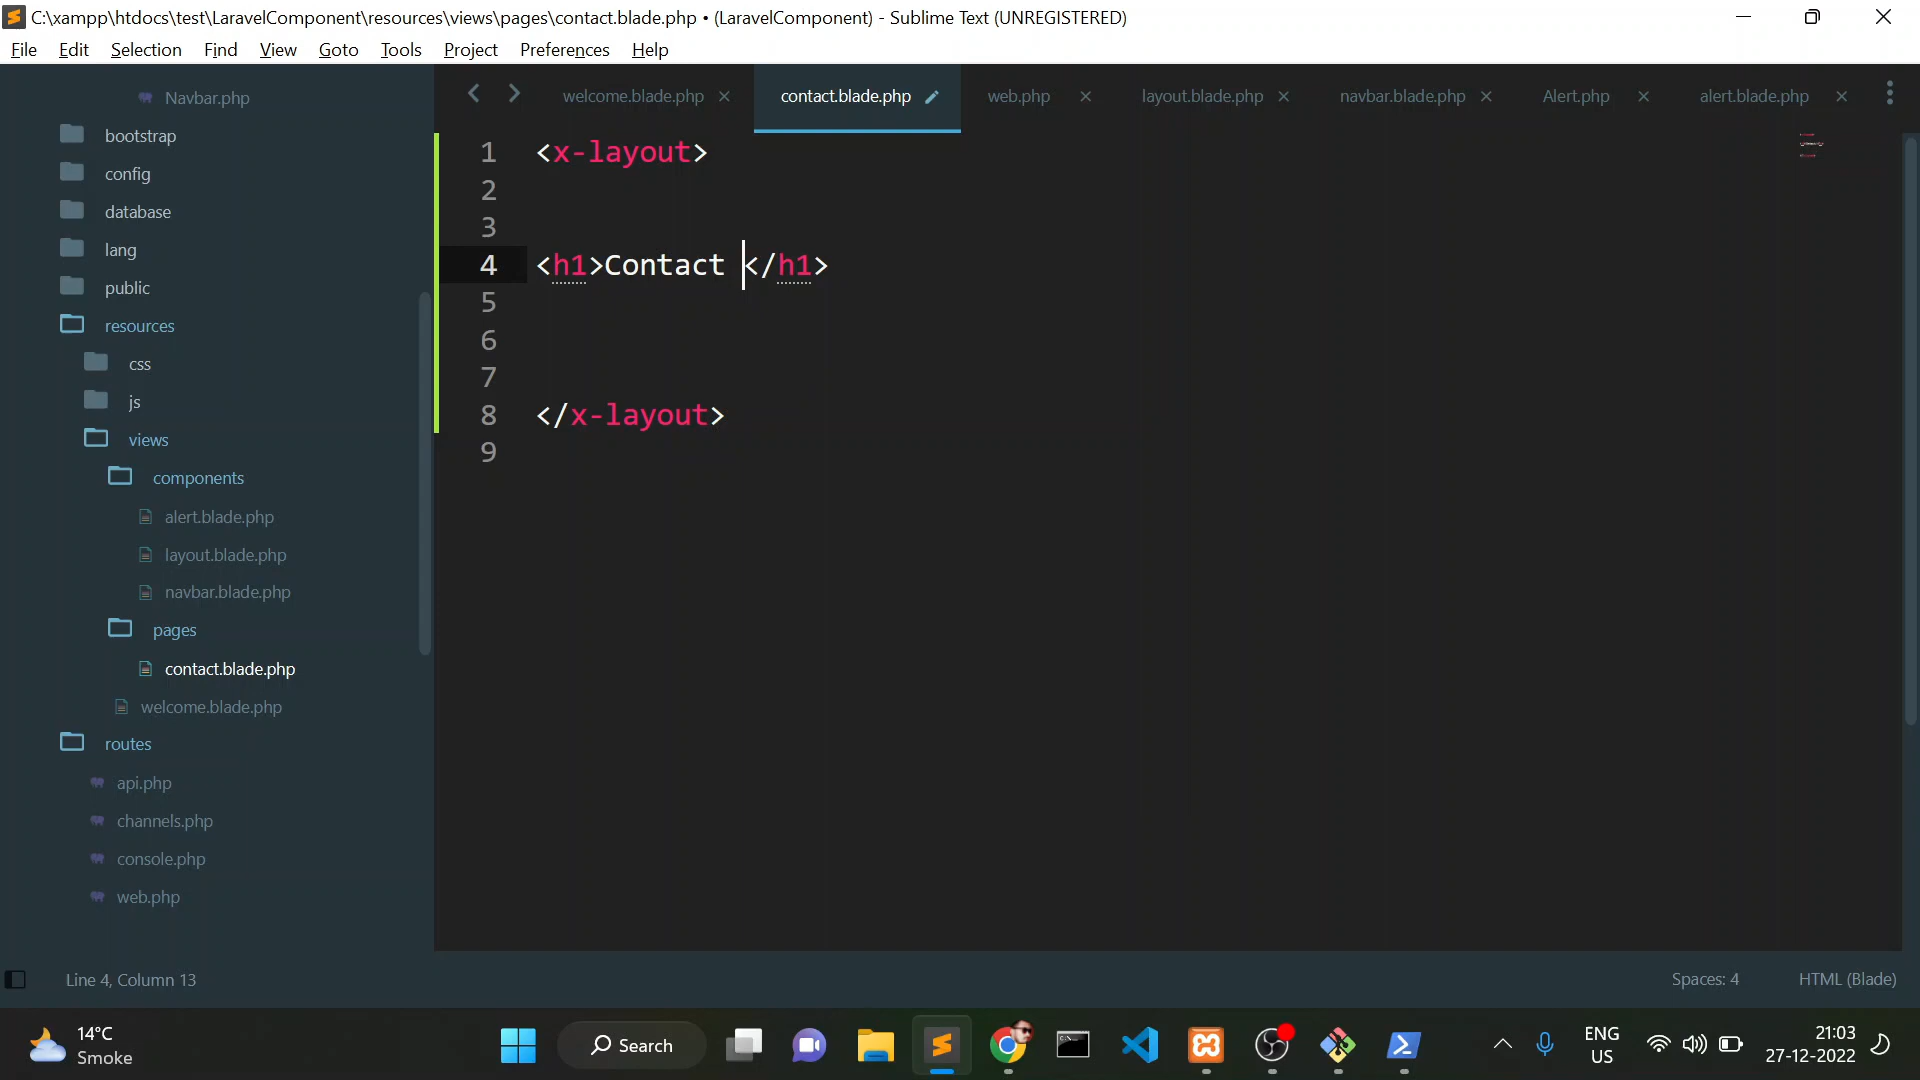 C:\xampp\htdocs\test\LaravelComponent\resources\views\pages\contact.blade.php • (LaravelComponent) - Sublime Text (UNREGISTERED)
File Edit Selection Find View Goto Tools Project Preferences Help
Navbar.php
bootstrap
config
database
lang
public
resources
css
js
views
components
alert.blade.php
layout.blade.php
navbar.blade.php
pages
contact.blade.php
welcome.blade.php
routes
api.php
channels.php
console.php
web.php
welcome.blade.php contact.blade.php web.php layout.blade.php navbar.blade.php Alert.php alert.blade.php
1 <x-layout>
2
3
4 <h1>Contact </h1>
5
6
7
8 </x-layout>
9
Line 4, Column 13 Spaces: 4 HTML (Blade)
14°C
Smoke
Search
ENG
US
21:03
27-12-2022